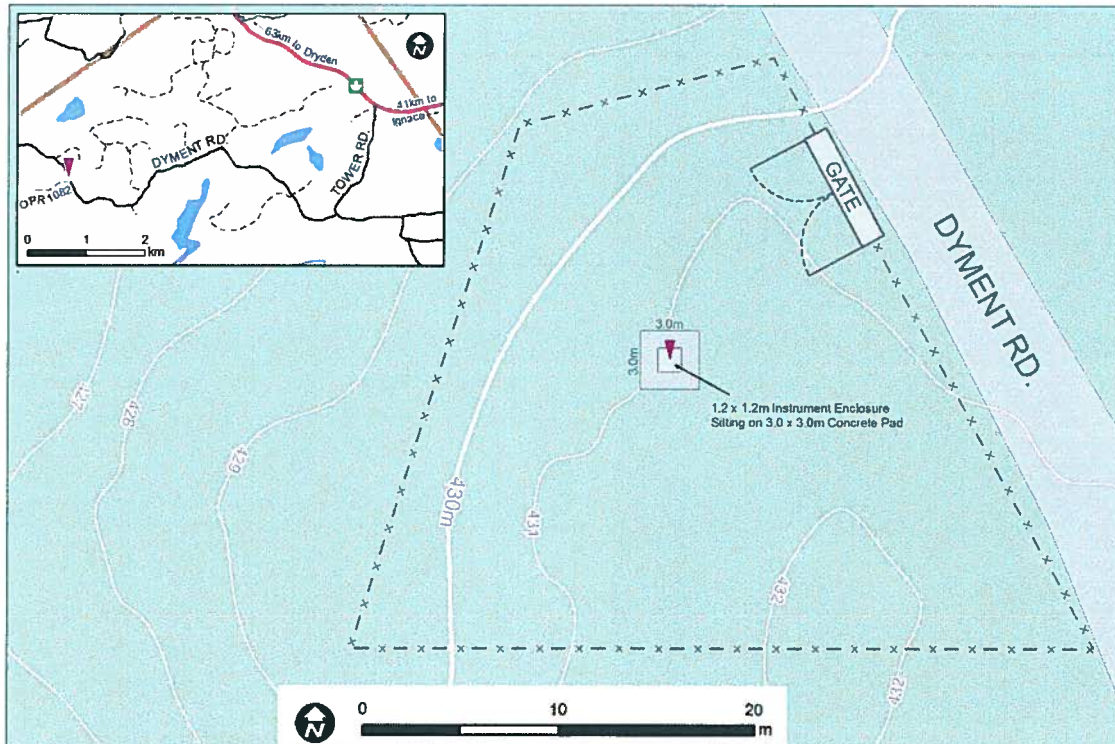 N
63km to Dryden
41km to
Ignace
DYMENT RD.
TOWER RD.
OPR1082
0 1 2
km
GATE
DYMENT RD.
3.0m
3.0m
1.2 x 1.2m Instrument Enclosure
Sitting on 3.0 x 3.0m Concrete Pad
427
428
429
430m
431
432
432
N
0 10 20
m